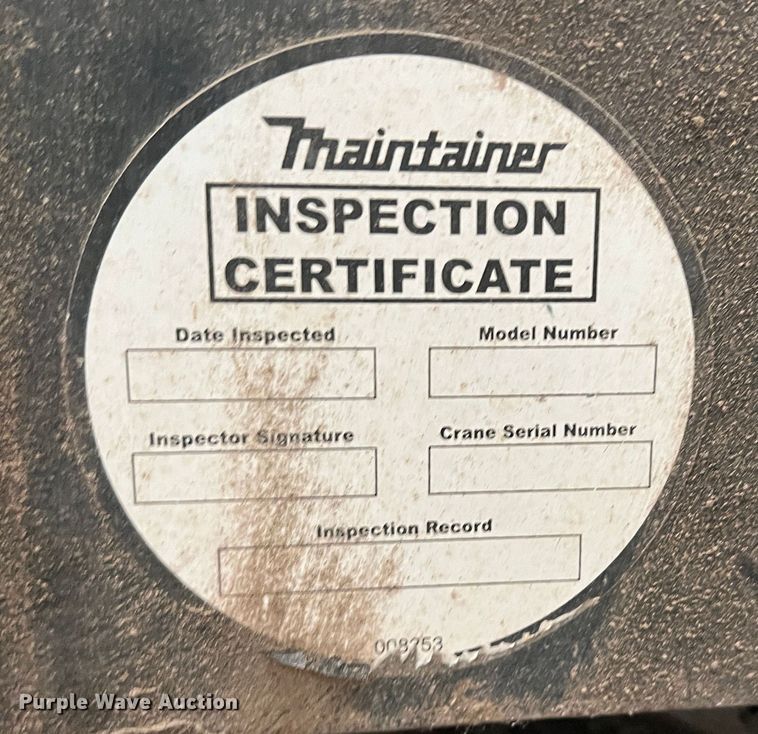 Maintainer
INSPECTION
CERTIFICATE
Date Inspected
Model Number
Inspector Signature
Crane Serial Number
Inspection Record
008753
Purple Wave Auction